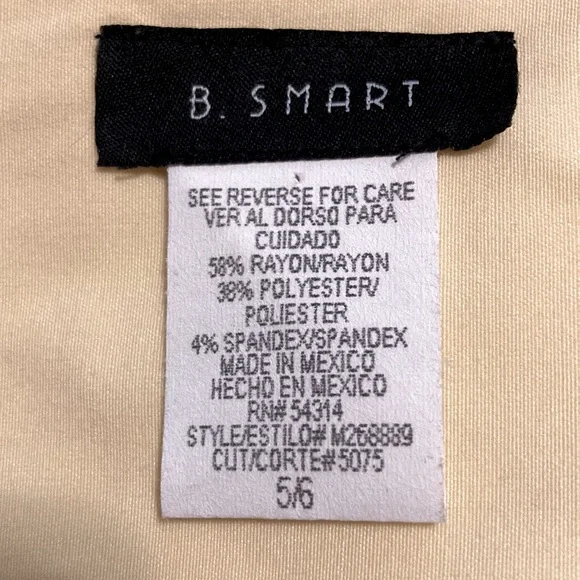 B. SMART
SEE REVERSE FOR CARE
VER AL DORSO PARA
CUIDADO
58% RAYON/RAYON
38% POLYESTER/
POLIESTER
4% SPANDEX/SPANDEX
MADE IN MEXICO
HECHO EN MEXICO
RN# 54314
STYLE/ESTILO# M268889
CUT/CORTE#5075
5/6